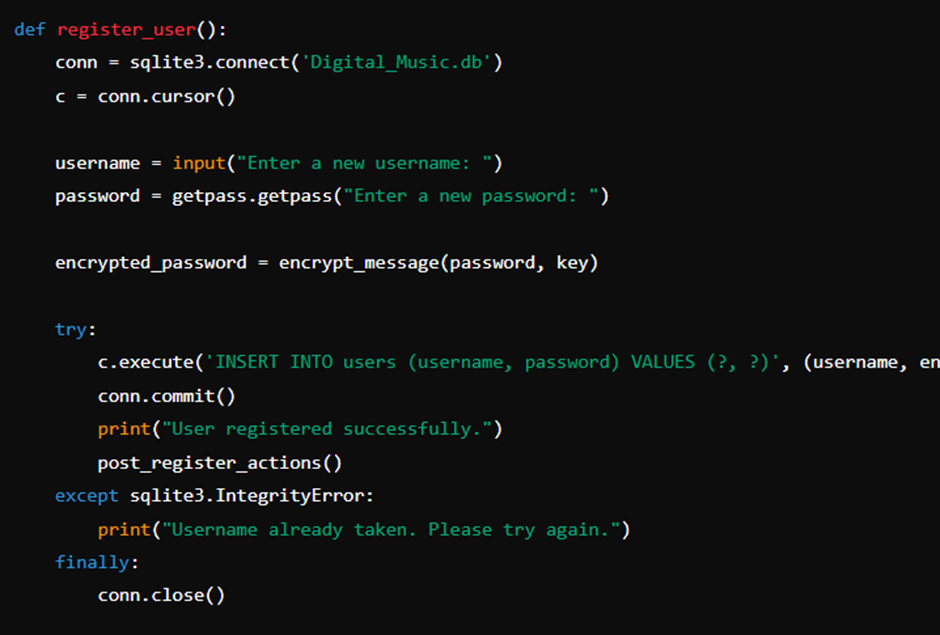 def register_user():
    conn = sqlite3.connect('Digital_Music.db')
    c = conn.cursor()

    username = input("Enter a new username: ")
    password = getpass.getpass("Enter a new password: ")

    encrypted_password = encrypt_message(password, key)

    try:
        c.execute('INSERT INTO users (username, password) VALUES (?, ?)', (username, en
        conn.commit()
        print("User registered successfully.")
        post_register_actions()
    except sqlite3.IntegrityError:
        print("Username already taken. Please try again.")
    finally:
        conn.close()